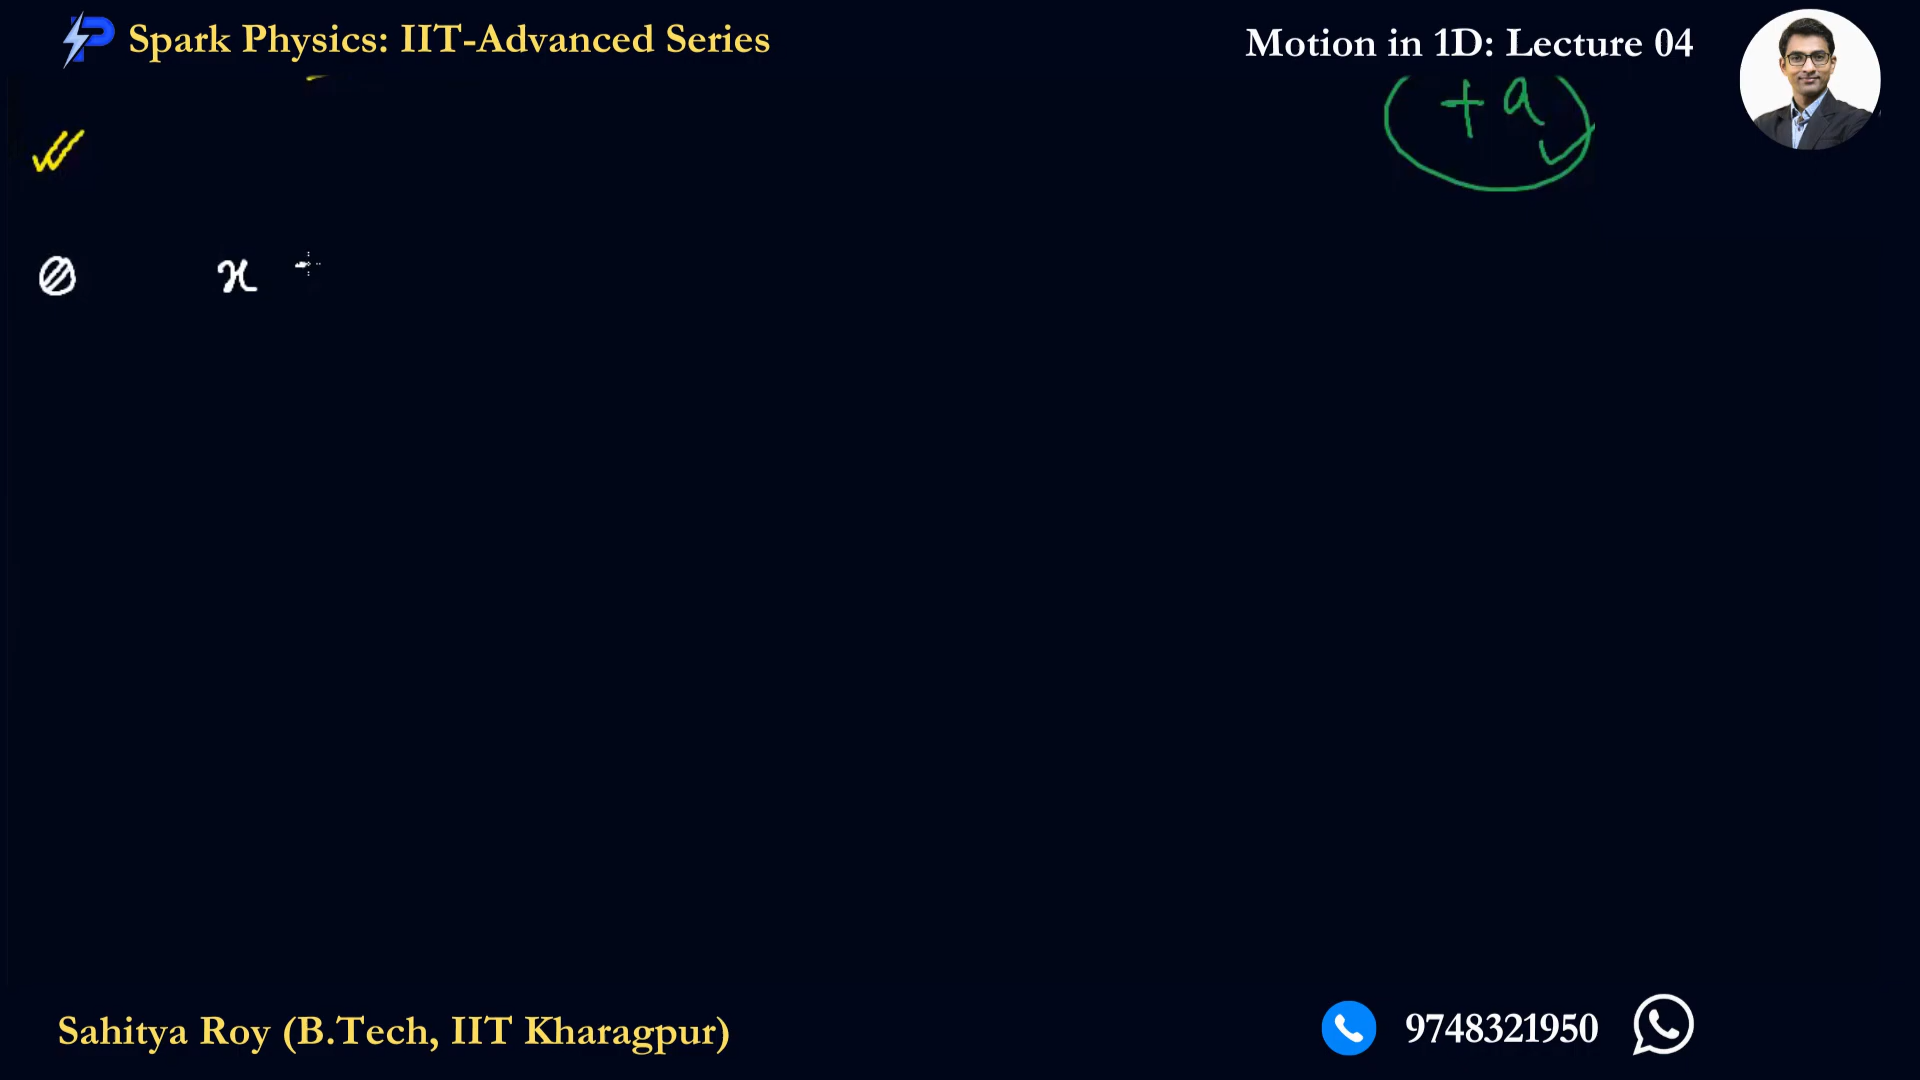 Spark Physics: IIT-Advanced Series
Motion in 1D: Lecture 04
+ a
x
Sahitya Roy (B.Tech, IIT Kharagpur)
9748321950